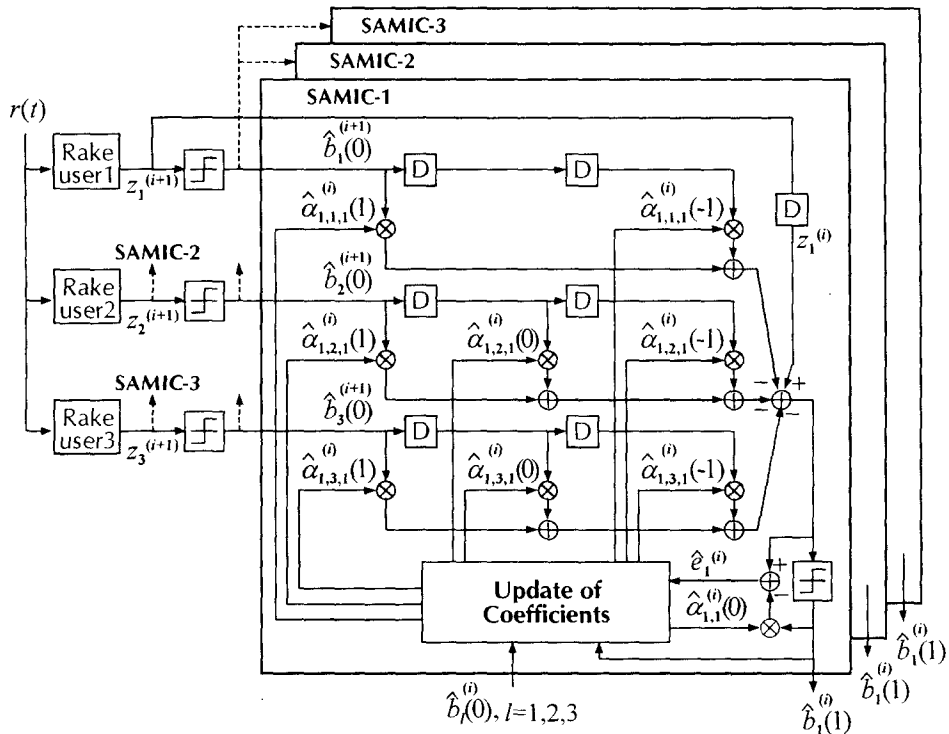 SAMIC-3
SAMIC-2
SAMIC-1
r(t)
Rake user1
z₁⁽ⁱ⁺¹⁾
b̂₁⁽ⁱ⁺¹⁾(0)
D
D
D
α̂₁,₁,₁⁽ⁱ⁾(1)
α̂₁,₁,₁⁽ⁱ⁾(-1)
z₁⁽ⁱ⁾
SAMIC-2
Rake user2
z₂⁽ⁱ⁺¹⁾
b̂₂⁽ⁱ⁺¹⁾(0)
D
D
α̂₁,₂,₁⁽ⁱ⁾(1)
α̂₁,₂,₁⁽ⁱ⁾(0)
α̂₁,₂,₁⁽ⁱ⁾(-1)
− +
− −
SAMIC-3
Rake user3
z₃⁽ⁱ⁺¹⁾
b̂₃⁽ⁱ⁺¹⁾(0)
D
D
α̂₁,₃,₁⁽ⁱ⁾(1)
α̂₁,₃,₁⁽ⁱ⁾(0)
α̂₁,₃,₁⁽ⁱ⁾(-1)
Update of
Coefficients
ê₁⁽ⁱ⁾
+
−
α̂₁,₁⁽ⁱ⁾(0)
b̂ₗ⁽ⁱ⁾(0), l=1,2,3
b̂₁⁽ⁱ⁾(1)
b̂₁⁽ⁱ⁾(1)
b̂₁⁽ⁱ⁾(1)